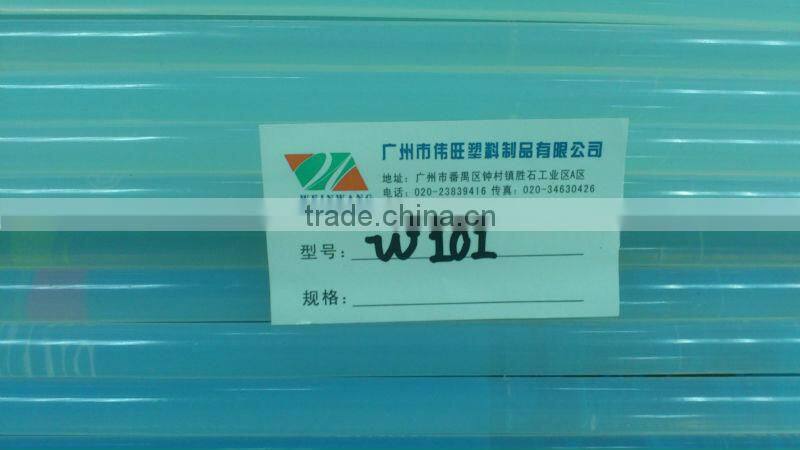 广州市伟旺塑料制品有限公司
地址：广州市番禺区钟村镇胜石工业区A区
电话：020-23839416 传真：020-34630426
WEINWANG
trade.china.cn
型号：W101
规格：